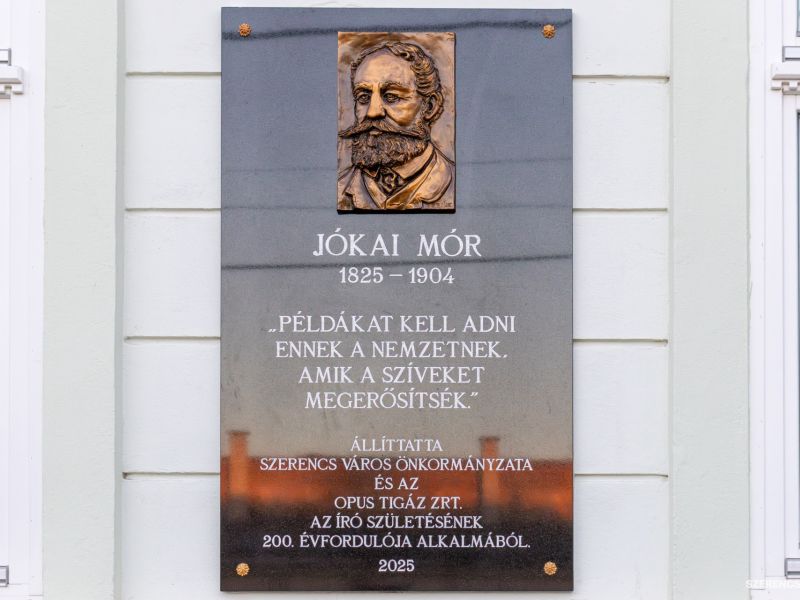 JÓKAI MÓR
1825 – 1904
„PÉLDÁKAT KELL ADNI
ENNEK A NEMZETNEK,
AMIK A SZÍVEKET
MEGERŐSÍTSÉK."
ÁLLÍTTATTA
SZERENCS VÁROS ÖNKORMÁNYZATA
ÉS AZ
OPUS TIGÁZ ZRT.
AZ ÍRÓ SZÜLETÉSÉNEK
200. ÉVFORDULÓJA ALKALMÁBÓL.
2025
SZERENCS